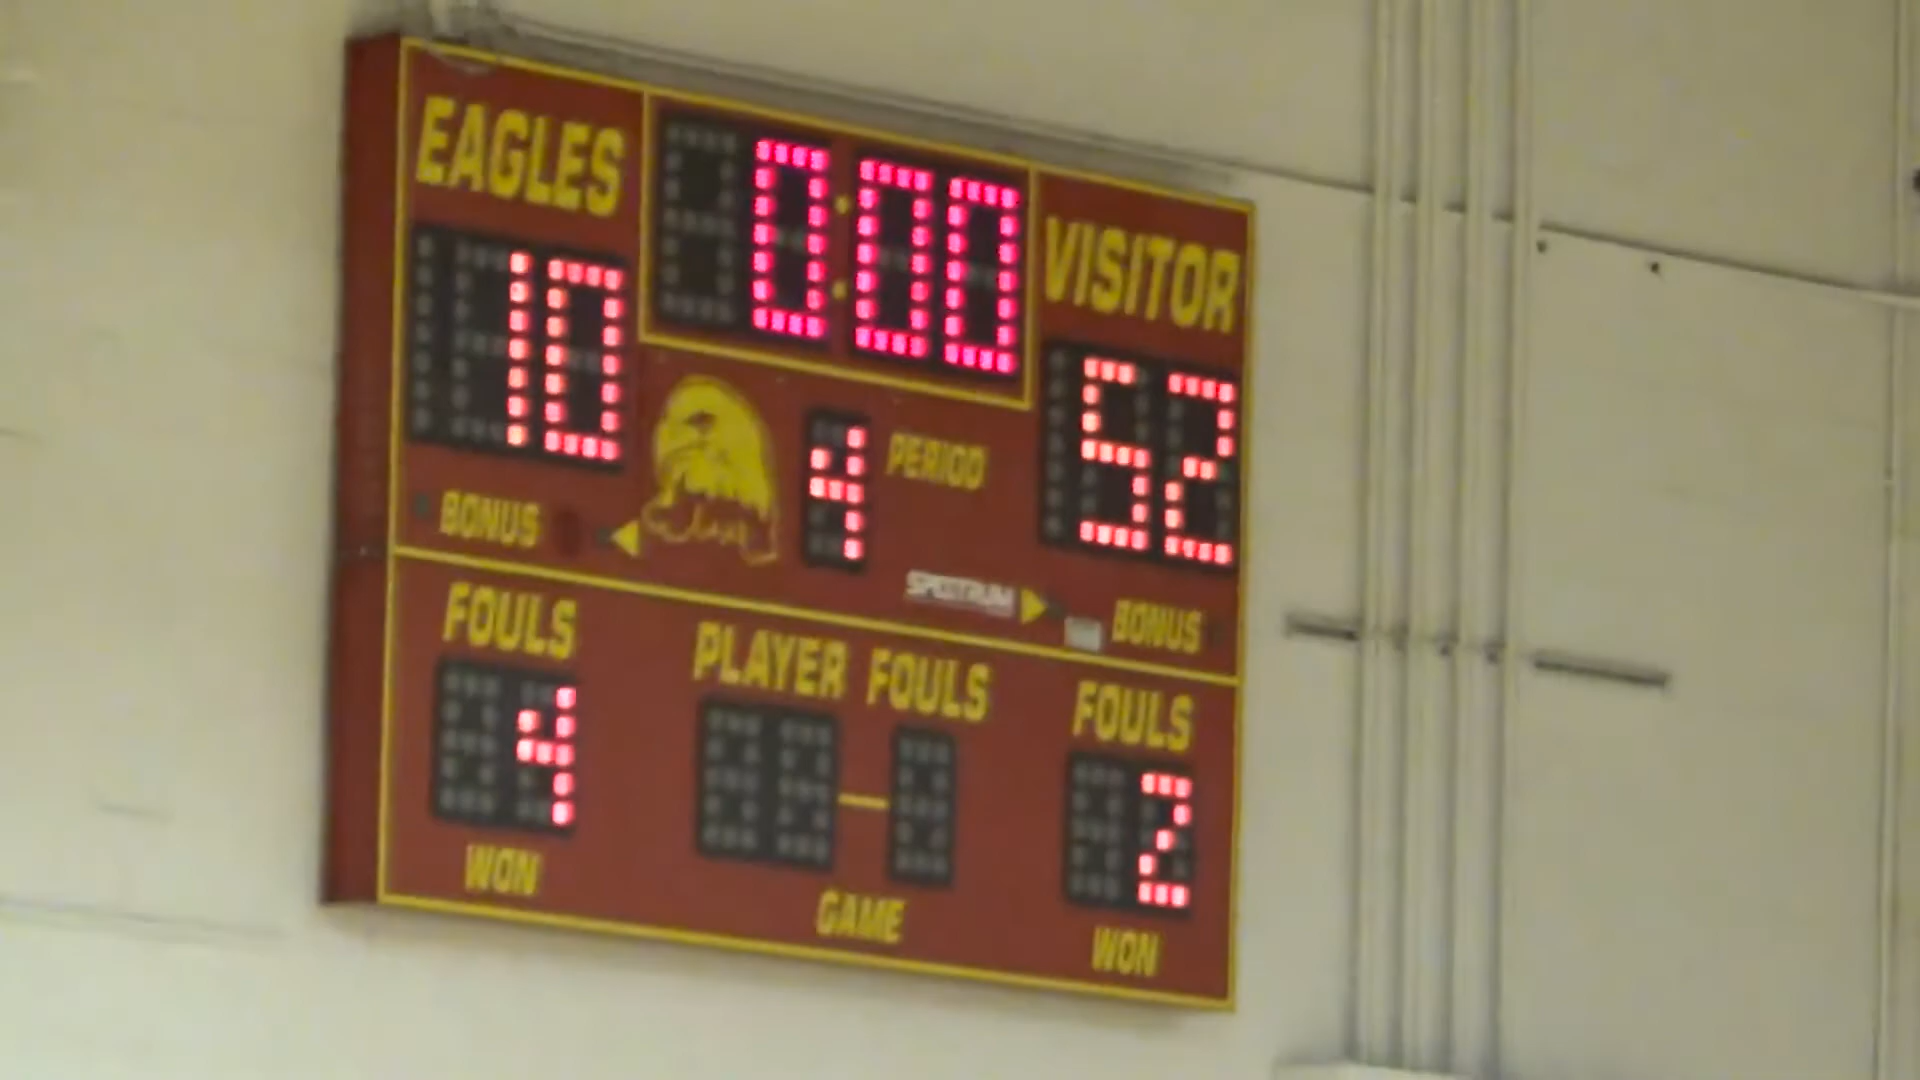 EAGLES
0:00
VISITOR
10
52
4 PERIOD
BONUS
SPECTRUM
BONUS
FOULS
PLAYER FOULS
FOULS
4
2
WON
GAME
WON